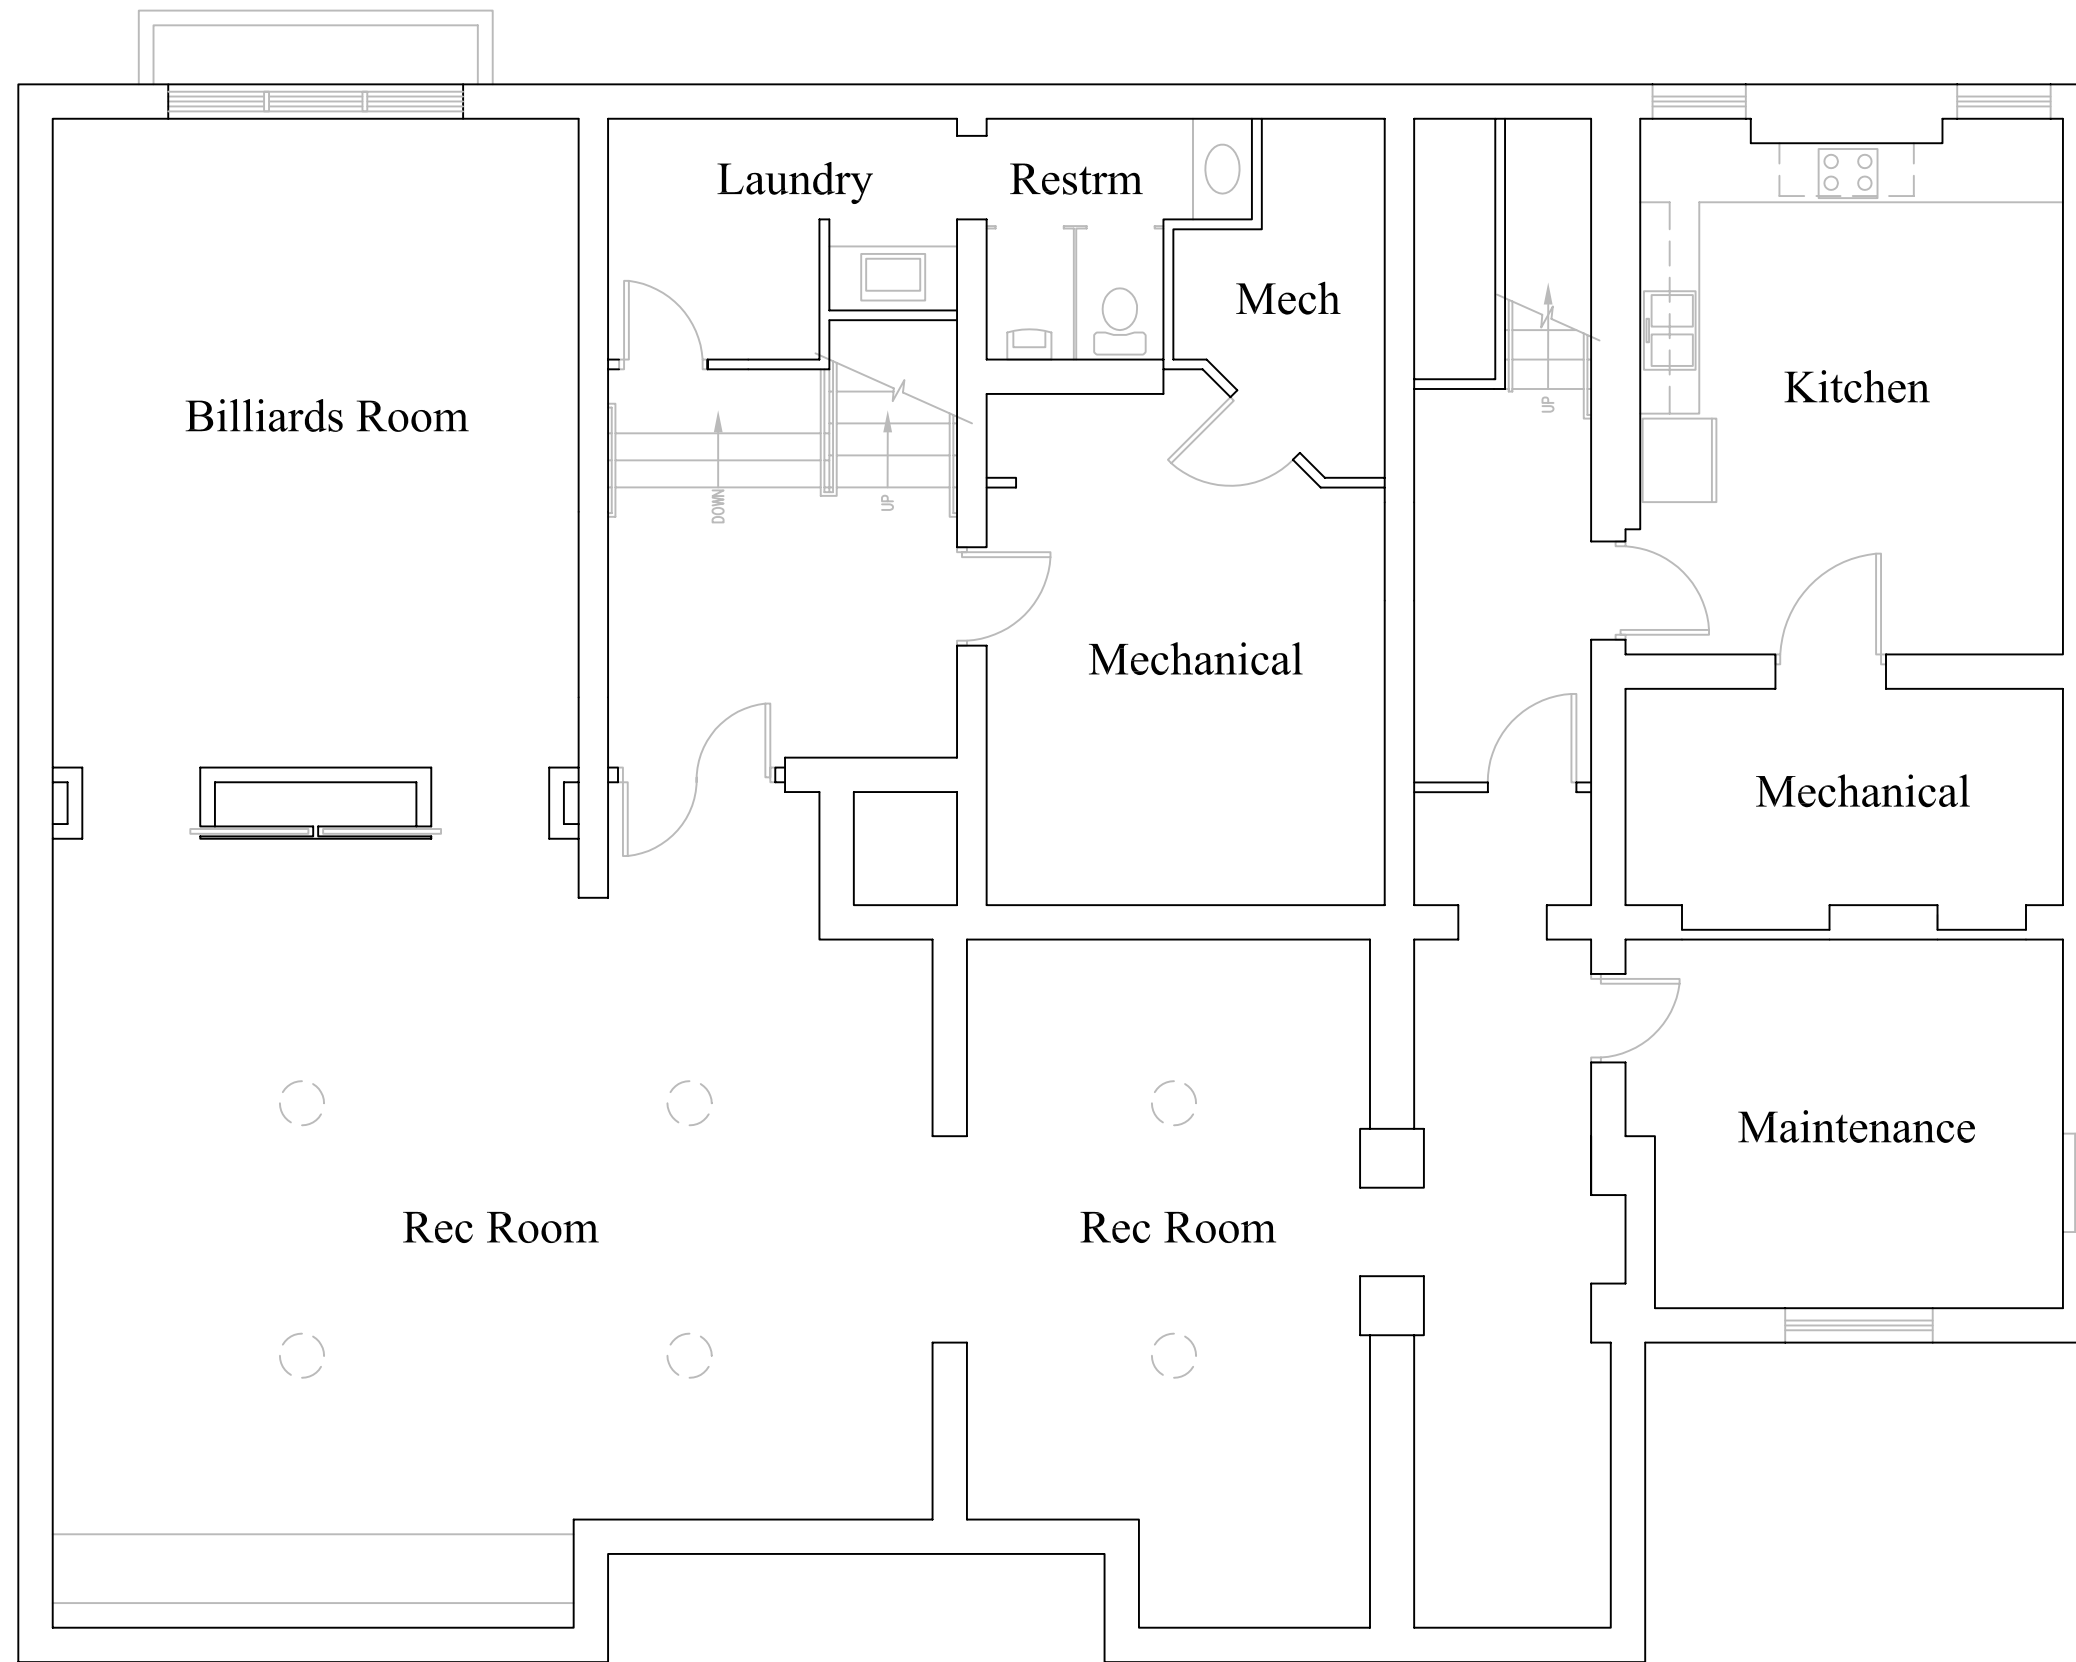 Laundry
Restrm
Mech
Kitchen
Billiards Room
UP
DOWN
UP
Mechanical
Mechanical
Maintenance
Rec Room
Rec Room